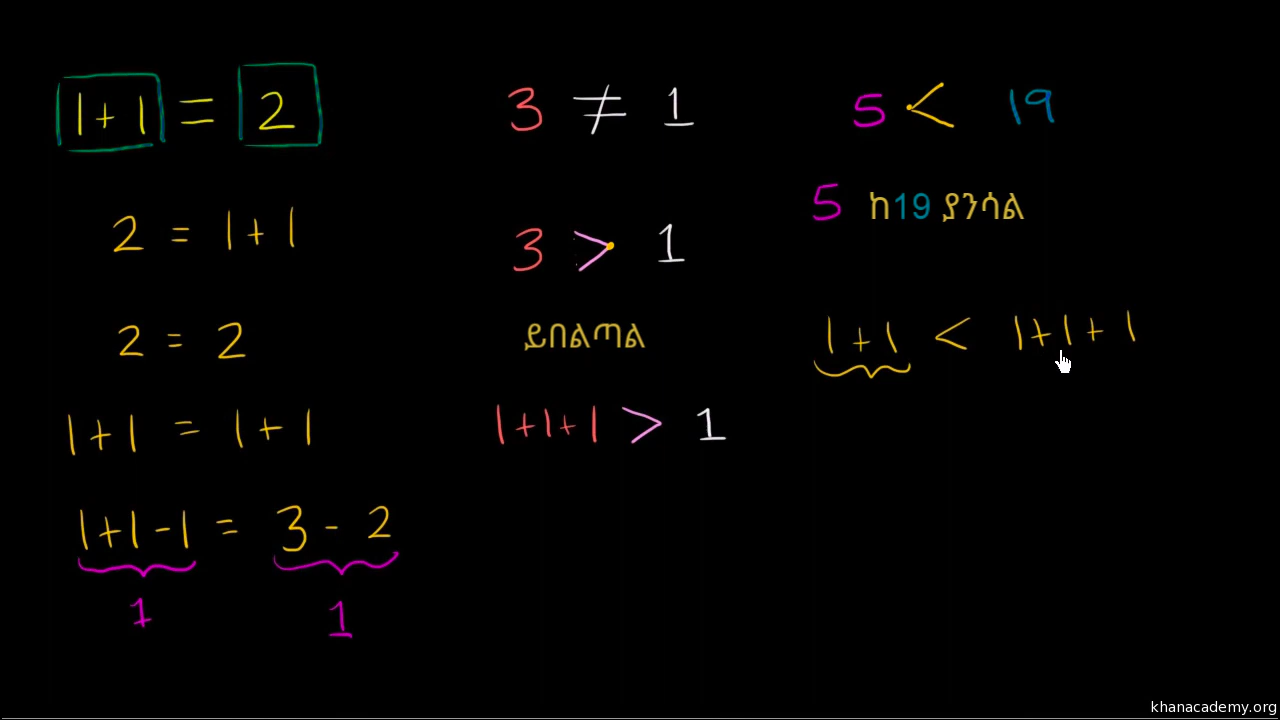 1+1 = 2
2 = 1+1
2 = 2
1+1 = 1+1
1+1-1 = 3 - 2
1 1
3 ≠ 1
3 > 1
ይበልጣል
1+1+1 > 1
5 < 19
5 ከ19 ያንሳል
1+1 < 1+1+1
khanacademy.org